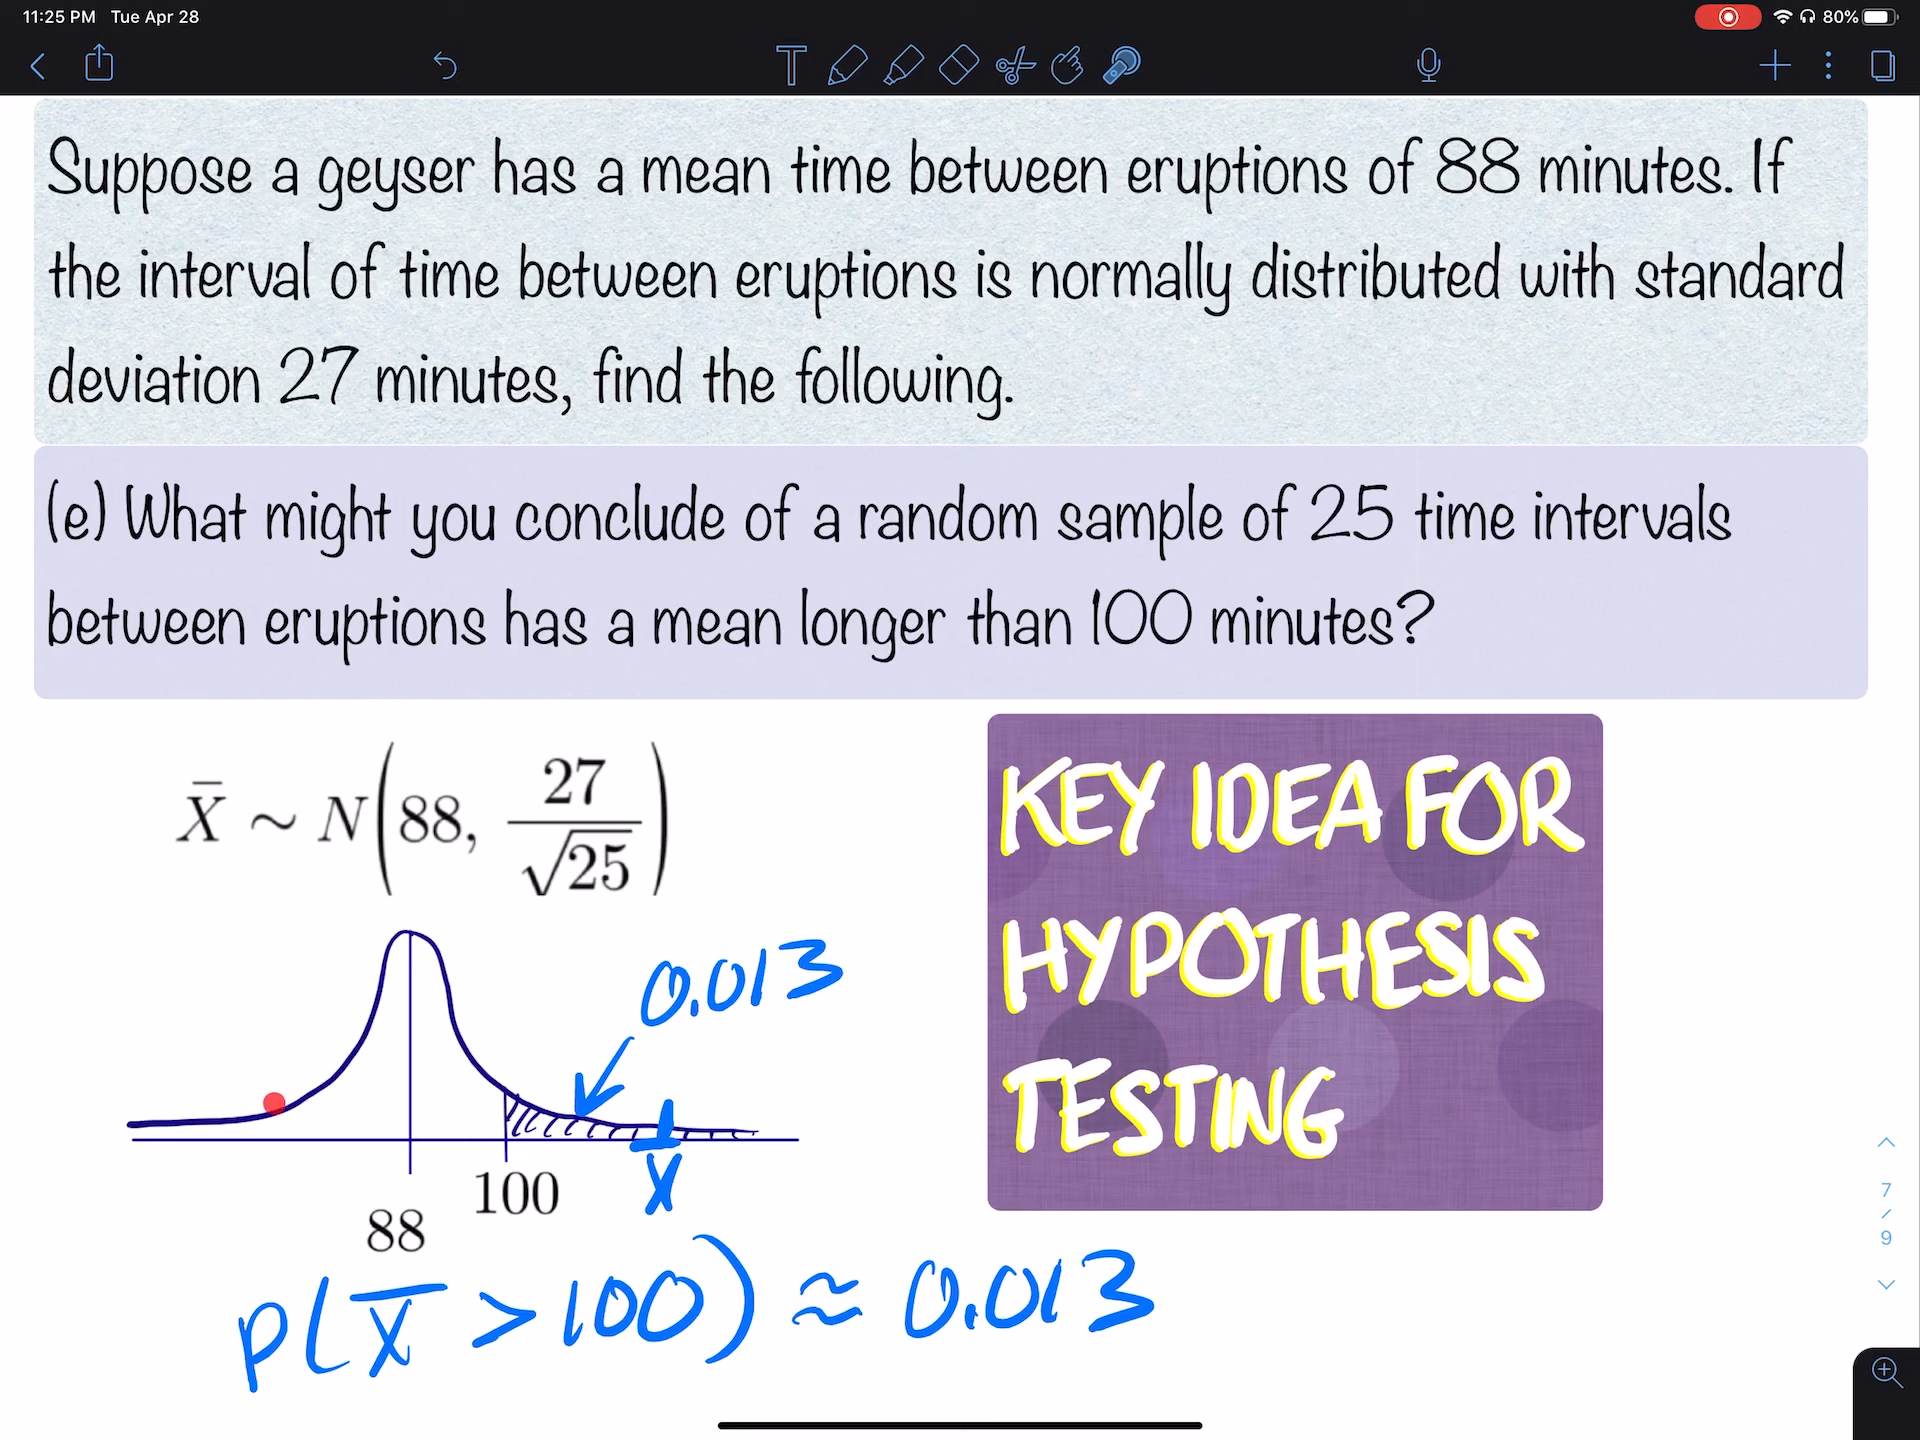 11:25 PM Tue Apr 28
80%
T
Suppose a geyser has a mean time between eruptions of 88 minutes. If
the interval of time between eruptions is normally distributed with standard
deviation 27 minutes, find the following.
(e) What might you conclude of a random sample of 25 time intervals
between eruptions has a mean longer than 100 minutes?
X̄ ~ N(88, 27/√25)
KEY IDEA FOR
HYPOTHESIS
TESTING
0.013
88
100
x̄
P(x̄ > 100) ≈ 0.013
7
/
9